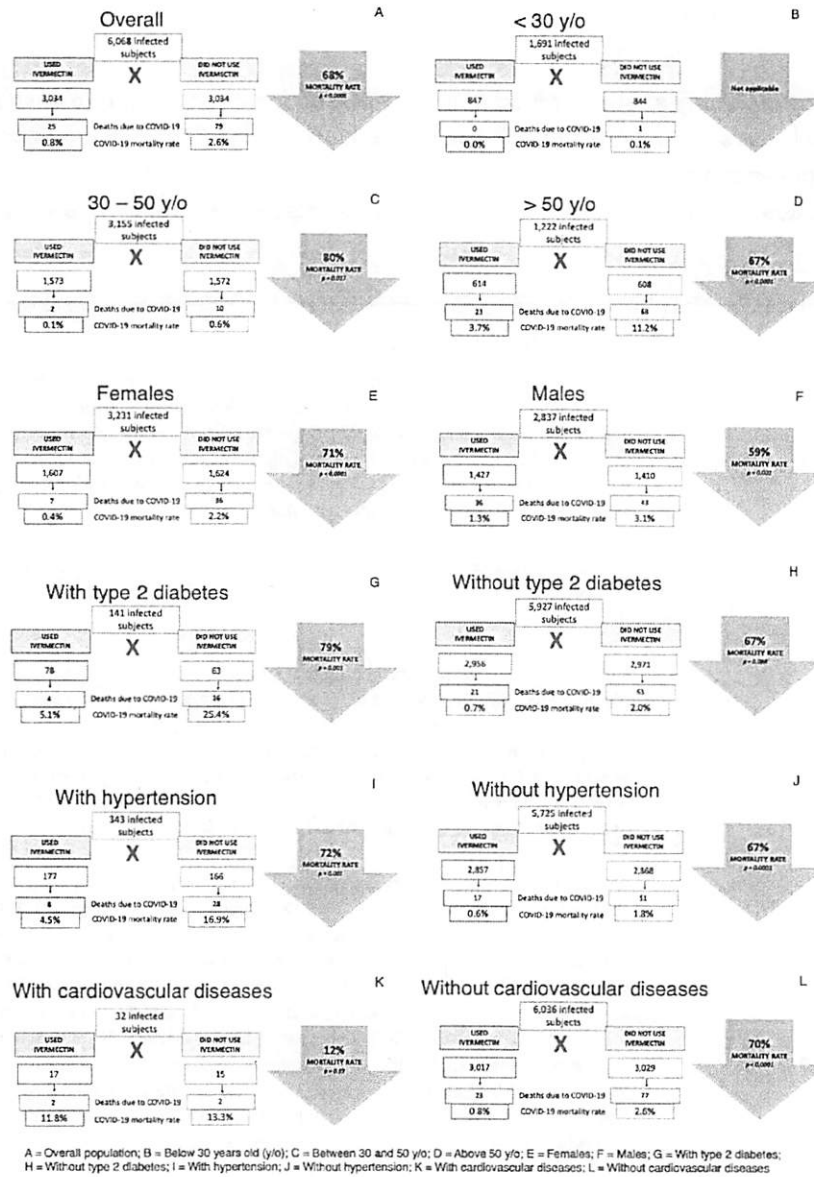 Overall
A
6,068 infected
subjects
USED
IVERMECTIN
X
DID NOT USE
IVERMECTIN
3,034
3,034
25
Deaths due to COVID-19
79
0.8%
COVID-19 mortality rate
2.6%
68%
MORTALITY RATE
< 30 y/o
B
1,691 infected
subjects
USED
IVERMECTIN
X
DID NOT USE
IVERMECTIN
847
844
0
Deaths due to COVID-19
1
0.0%
COVID-19 mortality rate
0.1%
Not applicable
30 – 50 y/o
C
3,155 infected
subjects
USED
IVERMECTIN
X
DID NOT USE
IVERMECTIN
1,573
1,572
2
Deaths due to COVID-19
10
0.1%
COVID-19 mortality rate
0.6%
80%
MORTALITY RATE
> 50 y/o
D
1,222 infected
subjects
USED
IVERMECTIN
X
DID NOT USE
IVERMECTIN
614
608
23
Deaths due to COVID-19
68
3.7%
COVID-19 mortality rate
11.2%
67%
MORTALITY RATE
p < 0.0001
Females
E
3,231 infected
subjects
USED
IVERMECTIN
X
DID NOT USE
IVERMECTIN
1,607
1,624
7
Deaths due to COVID-19
36
0.4%
COVID-19 mortality rate
2.2%
71%
MORTALITY RATE
p < 0.0001
Males
F
2,837 infected
subjects
USED
IVERMECTIN
X
DID NOT USE
IVERMECTIN
1,427
1,410
Deaths due to COVID-19
43
1.3%
COVID-19 mortality rate
3.1%
59%
MORTALITY RATE
With type 2 diabetes
G
141 infected
subjects
USED
IVERMECTIN
X
DID NOT USE
IVERMECTIN
78
63
4
Deaths due to COVID-19
16
5.1%
COVID-19 mortality rate
25.4%
79%
MORTALITY RATE
Without type 2 diabetes
H
5,927 infected
subjects
USED
IVERMECTIN
X
DID NOT USE
IVERMECTIN
2,956
2,971
21
Deaths due to COVID-19
0.7%
COVID-19 mortality rate
2.0%
67%
MORTALITY RATE
With hypertension
I
343 infected
subjects
USED
IVERMECTIN
X
DID NOT USE
IVERMECTIN
177
166
8
Deaths due to COVID-19
28
4.5%
COVID-19 mortality rate
16.9%
72%
MORTALITY RATE
Without hypertension
J
5,725 infected
subjects
USED
IVERMECTIN
X
DID NOT USE
IVERMECTIN
2,857
2,868
17
Deaths due to COVID-19
51
0.6%
COVID-19 mortality rate
1.8%
67%
MORTALITY RATE
With cardiovascular diseases
K
32 infected
subjects
USED
IVERMECTIN
X
DID NOT USE
IVERMECTIN
17
15
2
Deaths due to COVID-19
2
11.8%
COVID-19 mortality rate
13.3%
12%
MORTALITY RATE
Without cardiovascular diseases
L
6,036 infected
subjects
USED
IVERMECTIN
X
DID NOT USE
IVERMECTIN
3,017
3,029
23
Deaths due to COVID-19
77
0.8%
COVID-19 mortality rate
2.6%
70%
MORTALITY RATE
p < 0.0001
A = Overall population; B = Below 30 years old (y/o); C = Between 30 and 50 y/o; D = Above 50 y/o; E = Females; F = Males; G = With type 2 diabetes;
H = Without type 2 diabetes; I = With hypertension; J = Without hypertension; K = With cardiovascular diseases; L = Without cardiovascular diseases